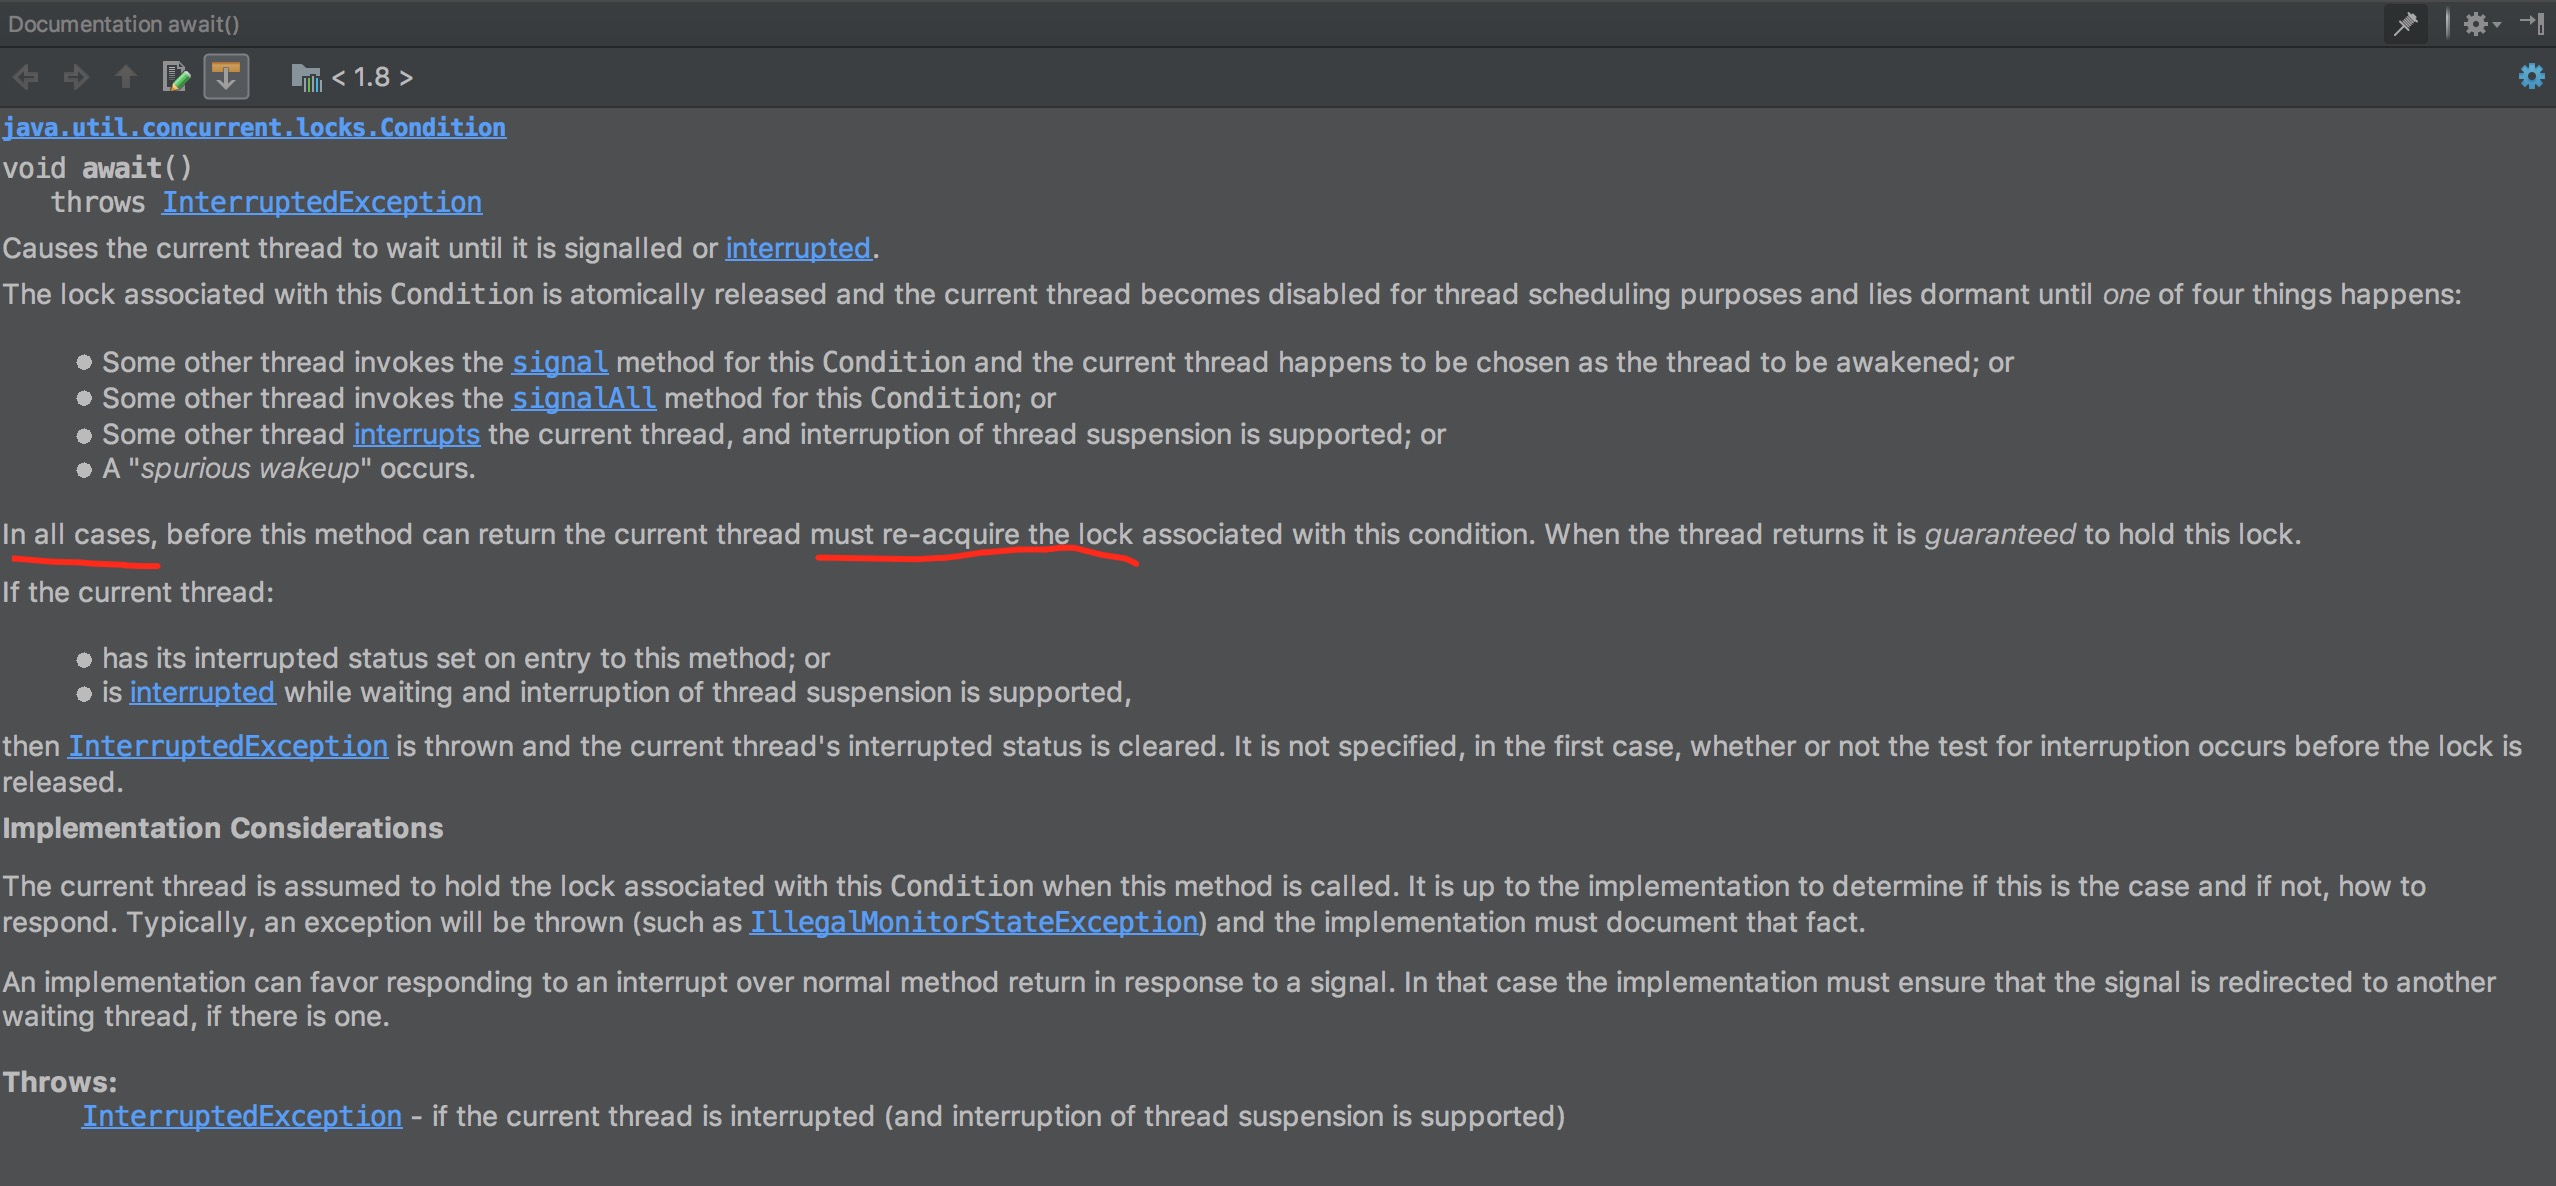 Documentation await()
< 1.8 >
java.util.concurrent.locks.Condition
void await()
throws InterruptedException
Causes the current thread to wait until it is signalled or interrupted.
The lock associated with this Condition is atomically released and the current thread becomes disabled for thread scheduling purposes and lies dormant until one of four things happens:
● Some other thread invokes the signal method for this Condition and the current thread happens to be chosen as the thread to be awakened; or
● Some other thread invokes the signalAll method for this Condition; or
● Some other thread interrupts the current thread, and interruption of thread suspension is supported; or
● A "spurious wakeup" occurs.
In all cases, before this method can return the current thread must re-acquire the lock associated with this condition. When the thread returns it is guaranteed to hold this lock.
If the current thread:
● has its interrupted status set on entry to this method; or
● is interrupted while waiting and interruption of thread suspension is supported,
then InterruptedException is thrown and the current thread's interrupted status is cleared. It is not specified, in the first case, whether or not the test for interruption occurs before the lock is
released.
Implementation Considerations
The current thread is assumed to hold the lock associated with this Condition when this method is called. It is up to the implementation to determine if this is the case and if not, how to
respond. Typically, an exception will be thrown (such as IllegalMonitorStateException) and the implementation must document that fact.
An implementation can favor responding to an interrupt over normal method return in response to a signal. In that case the implementation must ensure that the signal is redirected to another
waiting thread, if there is one.
Throws:
InterruptedException - if the current thread is interrupted (and interruption of thread suspension is supported)